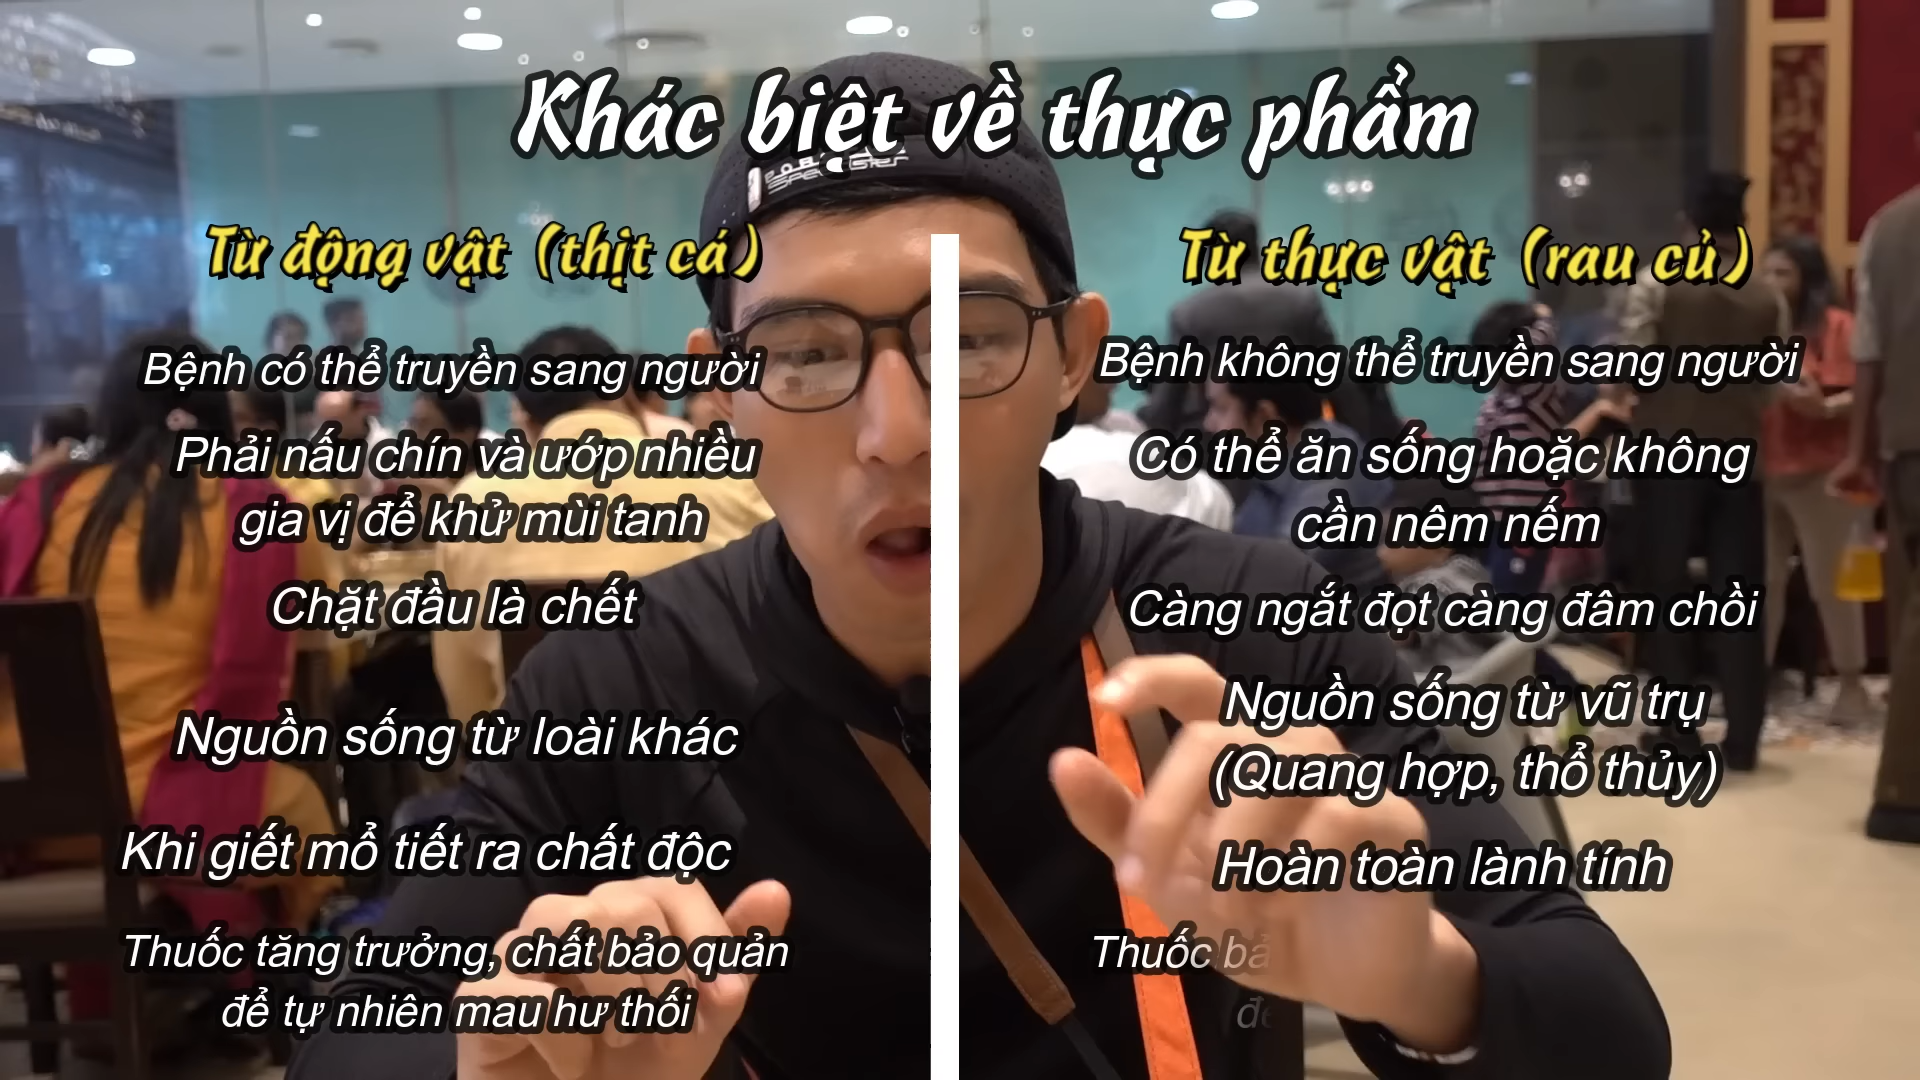 Khác biệt về thực phẩm
Từ động vật (thịt cá)
Bệnh có thể truyền sang người
Phải nấu chín và ướp nhiều
gia vị để khử mùi tanh
Chặt đầu là chết
Nguồn sống từ loài khác
Khi giết mổ tiết ra chất độc
Thuốc tăng trưởng, chất bảo quản
để tự nhiên mau hư thối
Từ thực vật (rau củ)
Bệnh không thể truyền sang người
Có thể ăn sống hoặc không
cần nêm nếm
Càng ngắt đọt càng đâm chồi
Nguồn sống từ vũ trụ
(Quang hợp, thổ thủy)
Hoàn toàn lành tính
Thuốc